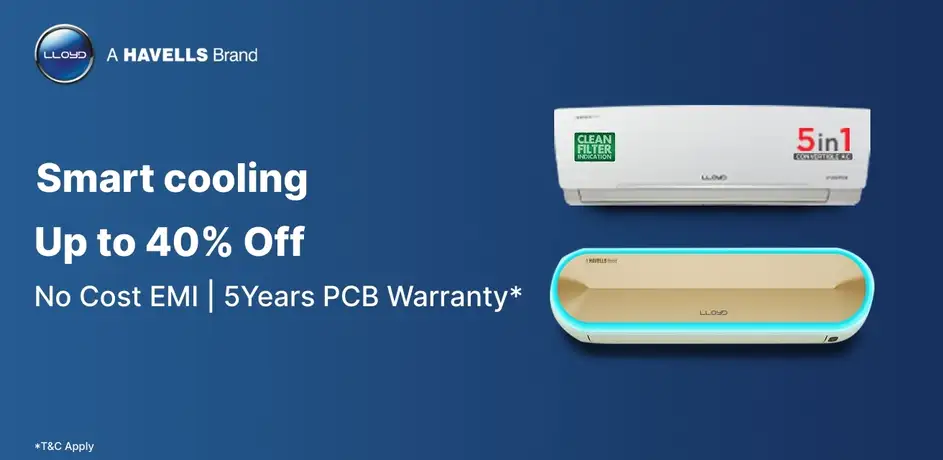 LLOYD
A HAVELLS Brand
Smart cooling
Up to 40% Off
No Cost EMI | 5Years PCB Warranty*
*T&C Apply
CLEAN
FILTER
INDICATION
5in1
CONVERTIBLE AC
LLOYD
A HAVELLS Brand
LLOYD